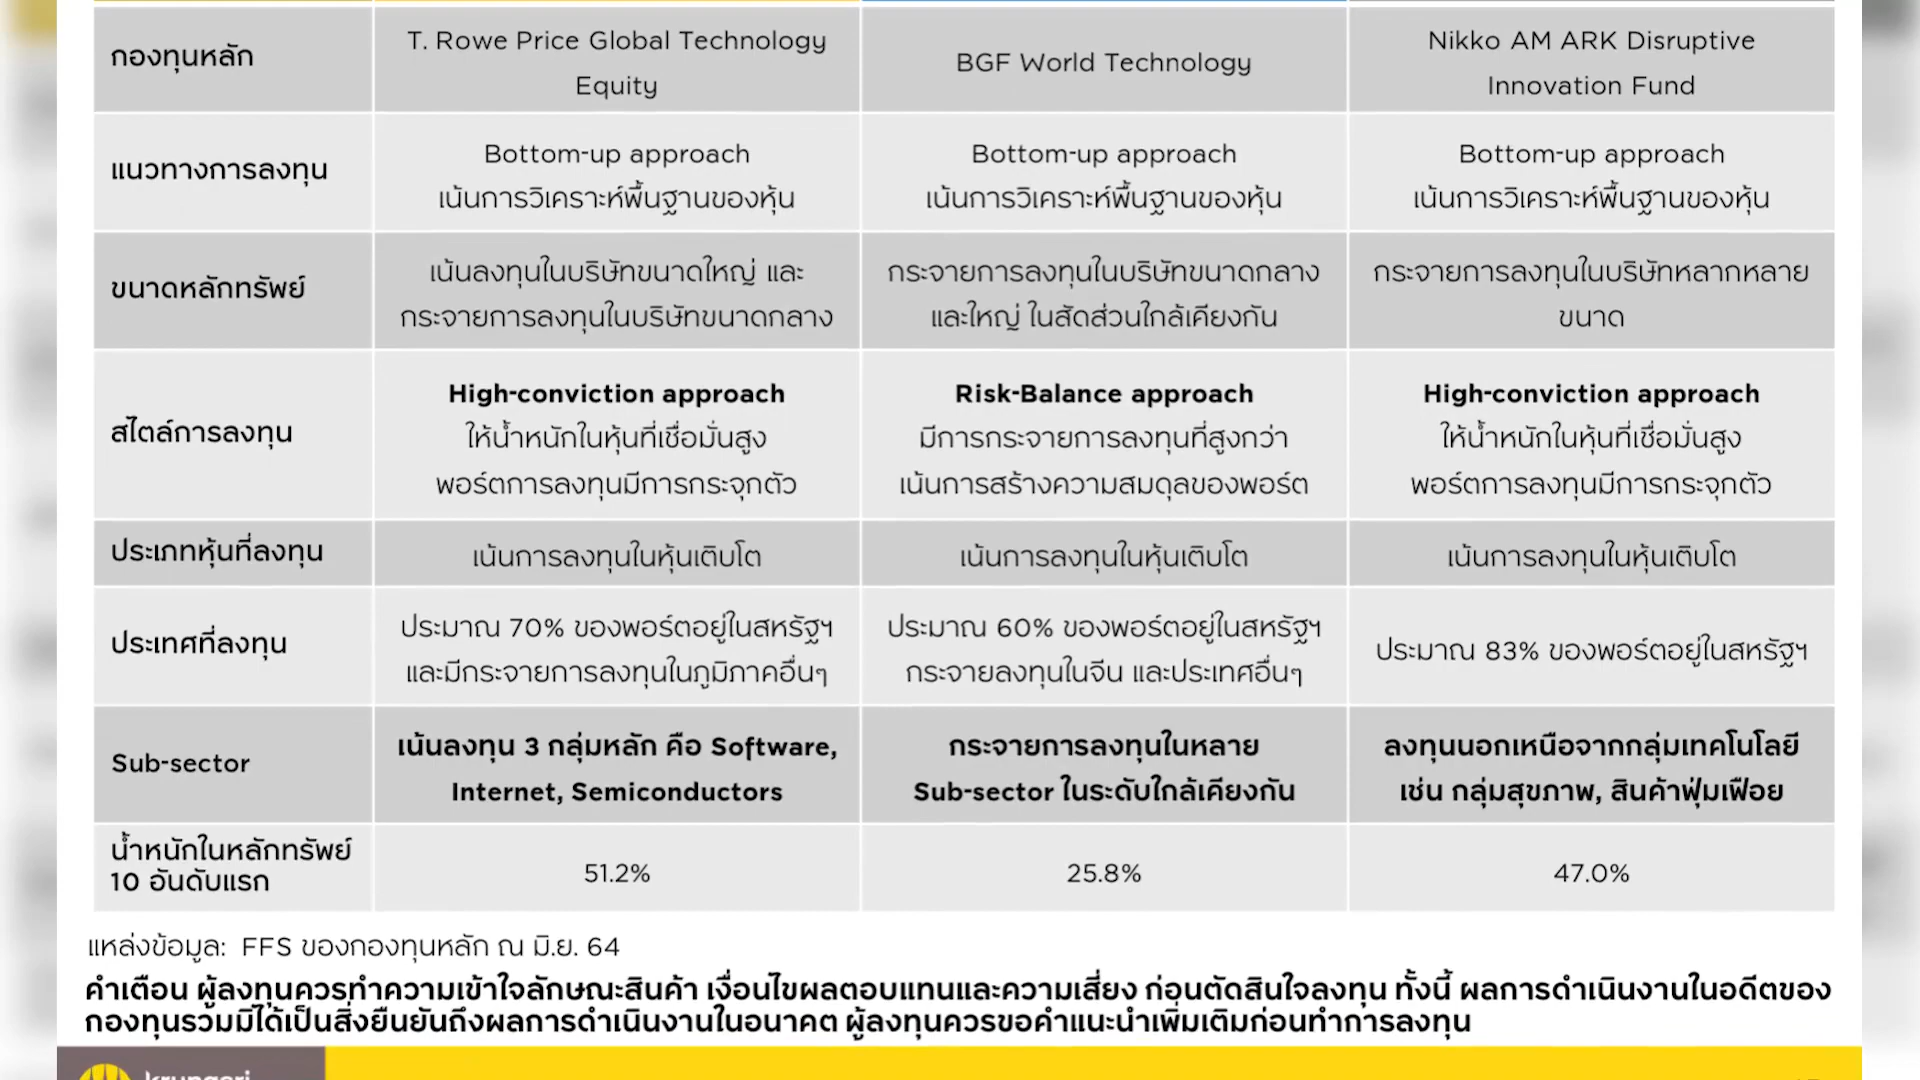 กองทุนหลัก
T. Rowe Price Global Technology
Equity
BGF World Technology
Nikko AM ARK Disruptive
Innovation Fund
แนวทางการลงทุน
Bottom-up approach
เน้นการวิเคราะห์พื้นฐานของหุ้น
Bottom-up approach
เน้นการวิเคราะห์พื้นฐานของหุ้น
Bottom-up approach
เน้นการวิเคราะห์พื้นฐานของหุ้น
ขนาดหลักทรัพย์
เน้นลงทุนในบริษัทขนาดใหญ่ และ
กระจายการลงทุนในบริษัทขนาดกลาง
กระจายการลงทุนในบริษัทขนาดกลาง
และใหญ่ ในสัดส่วนใกล้เคียงกัน
กระจายการลงทุนในบริษัทหลากหลาย
ขนาด
สไตล์การลงทุน
High-conviction approach
ให้น้ำหนักในหุ้นที่เชื่อมั่นสูง
พอร์ตการลงทุนมีการกระจุกตัว
Risk-Balance approach
มีการกระจายการลงทุนที่สูงกว่า
เน้นการสร้างความสมดุลของพอร์ต
High-conviction approach
ให้น้ำหนักในหุ้นที่เชื่อมั่นสูง
พอร์ตการลงทุนมีการกระจุกตัว
ประเภทหุ้นที่ลงทุน
เน้นการลงทุนในหุ้นเติบโต
เน้นการลงทุนในหุ้นเติบโต
เน้นการลงทุนในหุ้นเติบโต
ประเทศที่ลงทุน
ประมาณ 70% ของพอร์ตอยู่ในสหรัฐฯ
และมีกระจายการลงทุนในภูมิภาคอื่นๆ
ประมาณ 60% ของพอร์ตอยู่ในสหรัฐฯ
กระจายลงทุนในจีน และประเทศอื่นๆ
ประมาณ 83% ของพอร์ตอยู่ในสหรัฐฯ
Sub-sector
เน้นลงทุน 3 กลุ่มหลัก คือ Software,
Internet, Semiconductors
กระจายการลงทุนในหลาย
Sub-sector ในระดับใกล้เคียงกัน
ลงทุนนอกเหนือจากกลุ่มเทคโนโลยี
เช่น กลุ่มสุขภาพ, สินค้าฟุ่มเฟือย
น้ำหนักในหลักทรัพย์
10 อันดับแรก
51.2%
25.8%
47.0%
แหล่งข้อมูล: FFS ของกองทุนหลัก ณ มิ.ย. 64
คำเตือน ผู้ลงทุนควรทำความเข้าใจลักษณะสินค้า เงื่อนไขผลตอบแทนและความเสี่ยง ก่อนตัดสินใจลงทุน ทั้งนี้ ผลการดำเนินงานในอดีตของ
กองทุนรวมมิได้เป็นสิ่งยืนยันถึงผลการดำเนินงานในอนาคต ผู้ลงทุนควรขอคำแนะนำเพิ่มเติมก่อนทำการลงทุน
krungsri